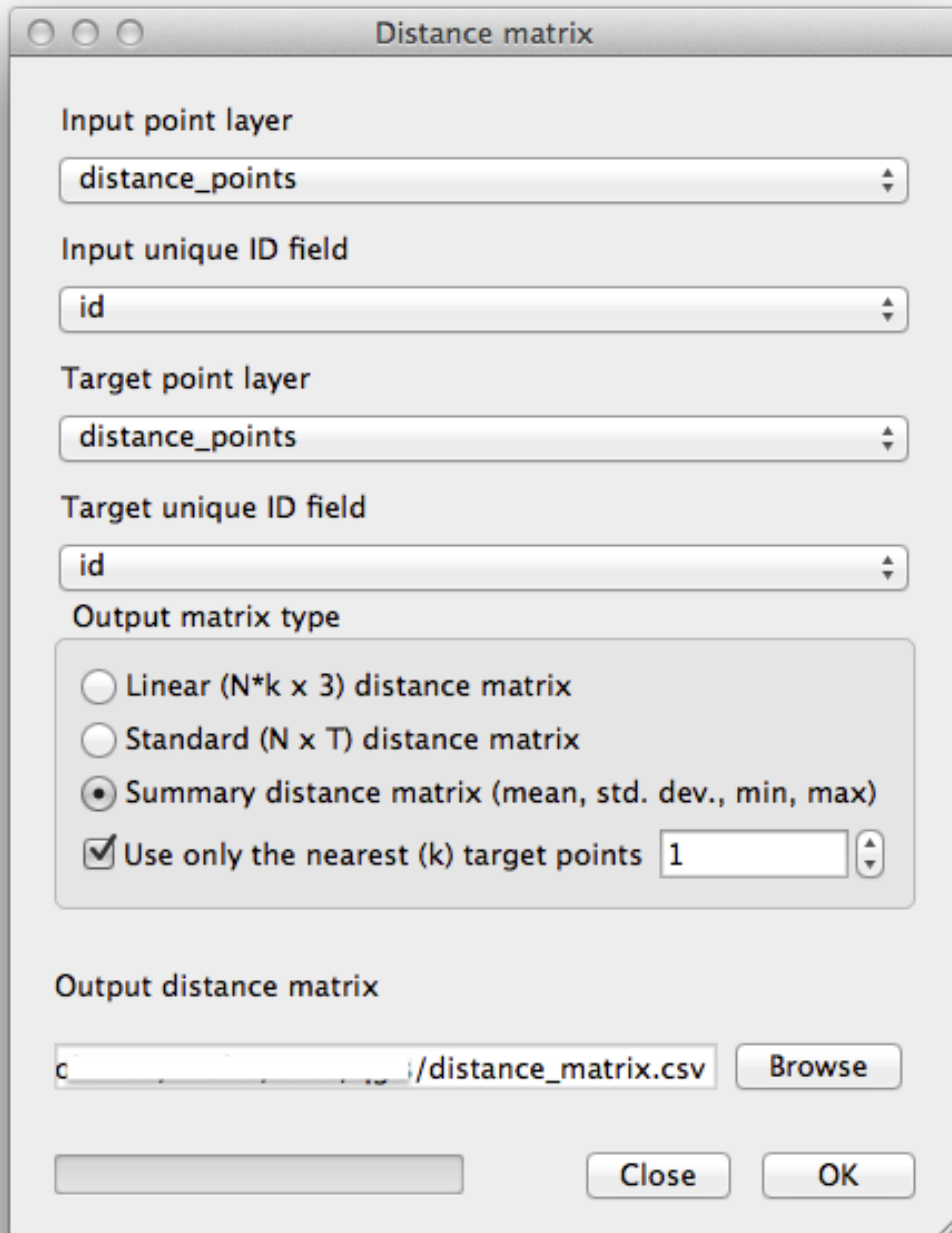 Distance matrix
Input point layer
distance_points
Input unique ID field
id
Target point layer
distance_points
Target unique ID field
id
Output matrix type
Linear (N*k x 3) distance matrix
Standard (N x T) distance matrix
Summary distance matrix (mean, std. dev., min, max)
Use only the nearest (k) target points 1
Output distance matrix
/distance_matrix.csv Browse
Close OK